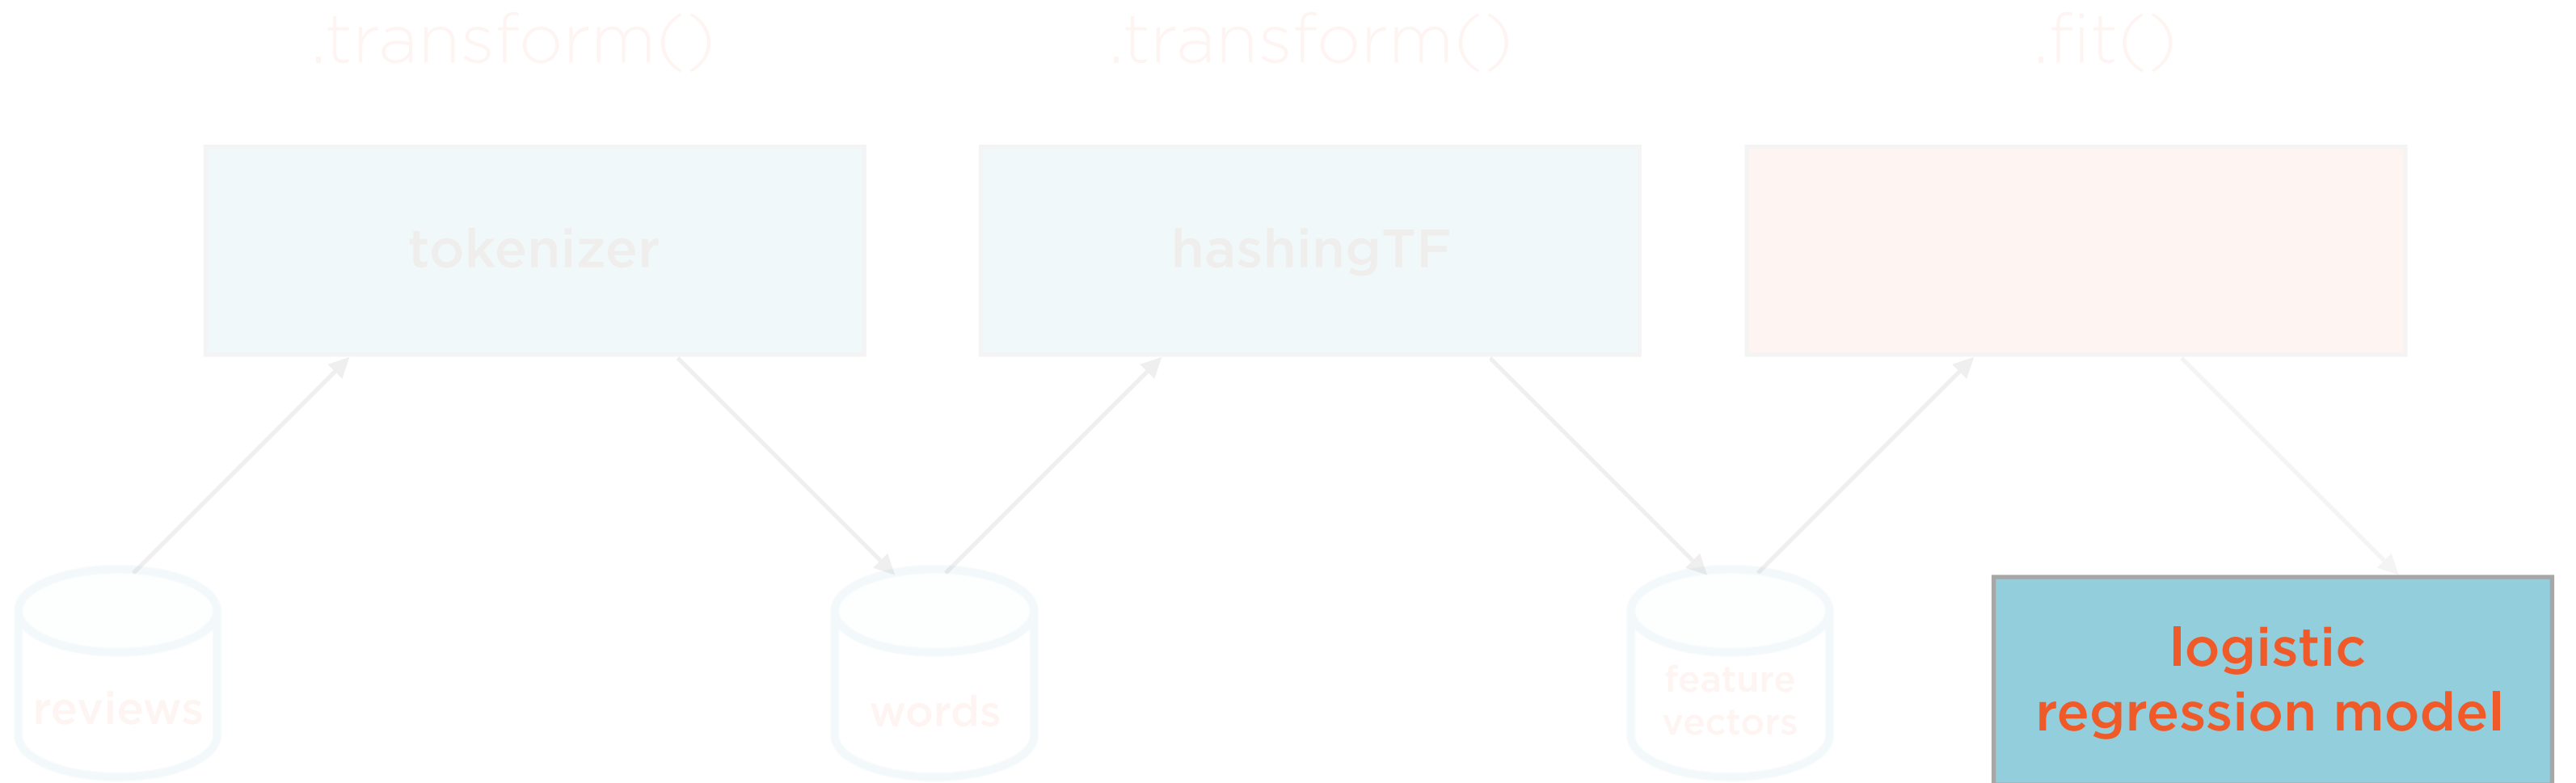 .transform()
.transform()
.fit()
tokenizer
hashingTF
reviews
words
feature
vectors
logistic
regression model